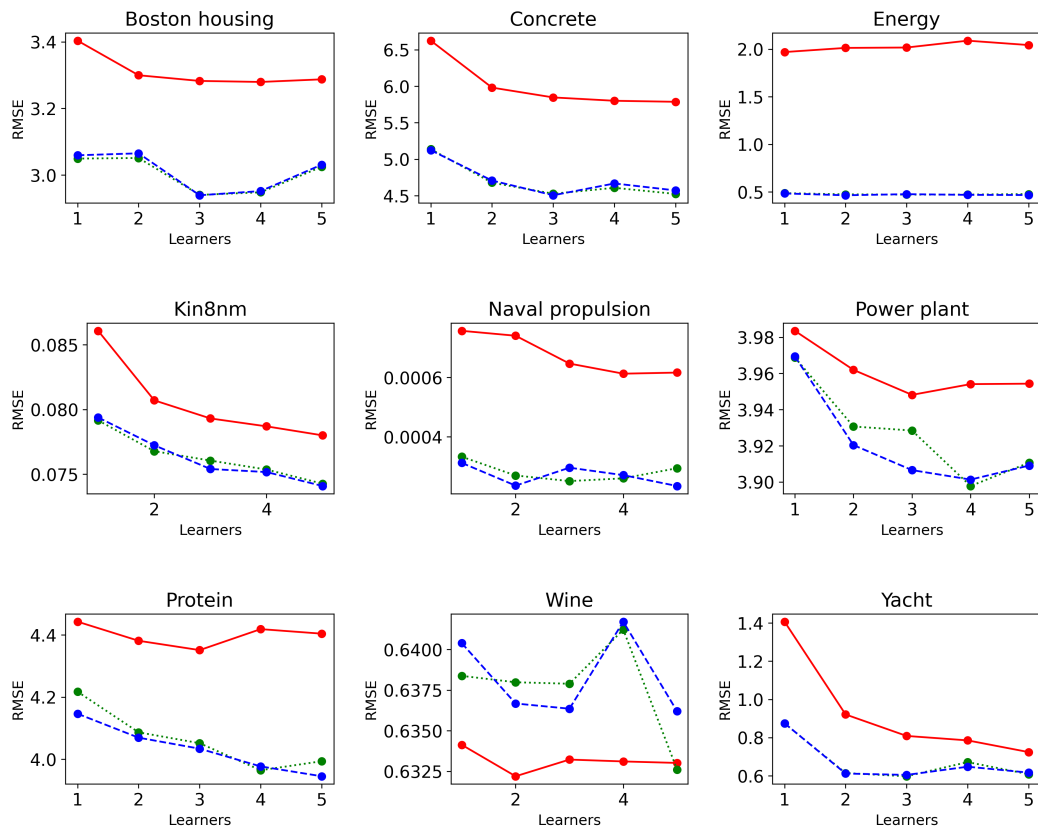 Boston housing
3.4
3.2
3.0
RMSE
1 2 3 4 5
Learners
Concrete
6.5
6.0
5.5
5.0
4.5
RMSE
1 2 3 4 5
Learners
Energy
2.0
1.5
1.0
0.5
RMSE
1 2 3 4 5
Learners
Kin8nm
0.085
0.080
0.075
RMSE
2 4
Learners
Naval propulsion
0.0006
0.0004
RMSE
2 4
Learners
Power plant
3.98
3.96
3.94
3.92
3.90
RMSE
1 2 3 4 5
Learners
Protein
4.4
4.2
4.0
RMSE
1 2 3 4 5
Learners
Wine
0.6400
0.6375
0.6350
0.6325
RMSE
2 4
Learners
Yacht
1.4
1.2
1.0
0.8
0.6
RMSE
1 2 3 4 5
Learners